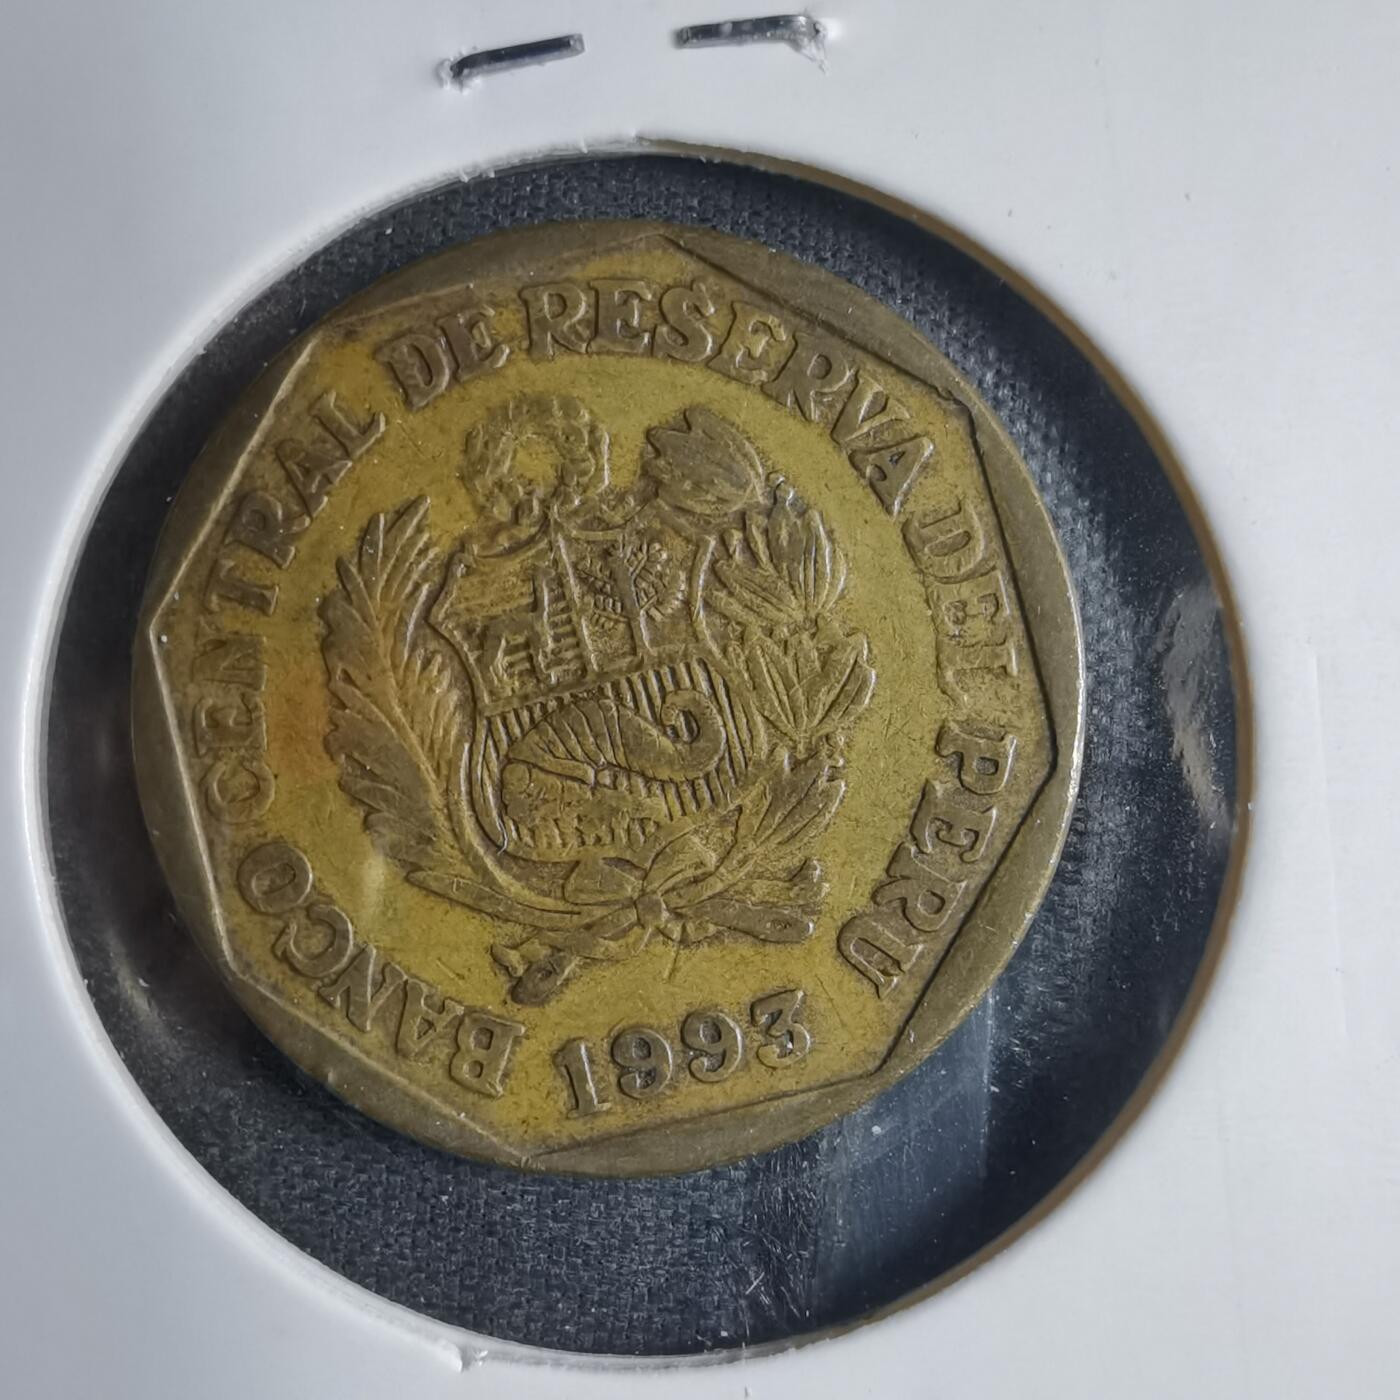 BANCO CENTRAL DE RESERVA DEL PERU
1993